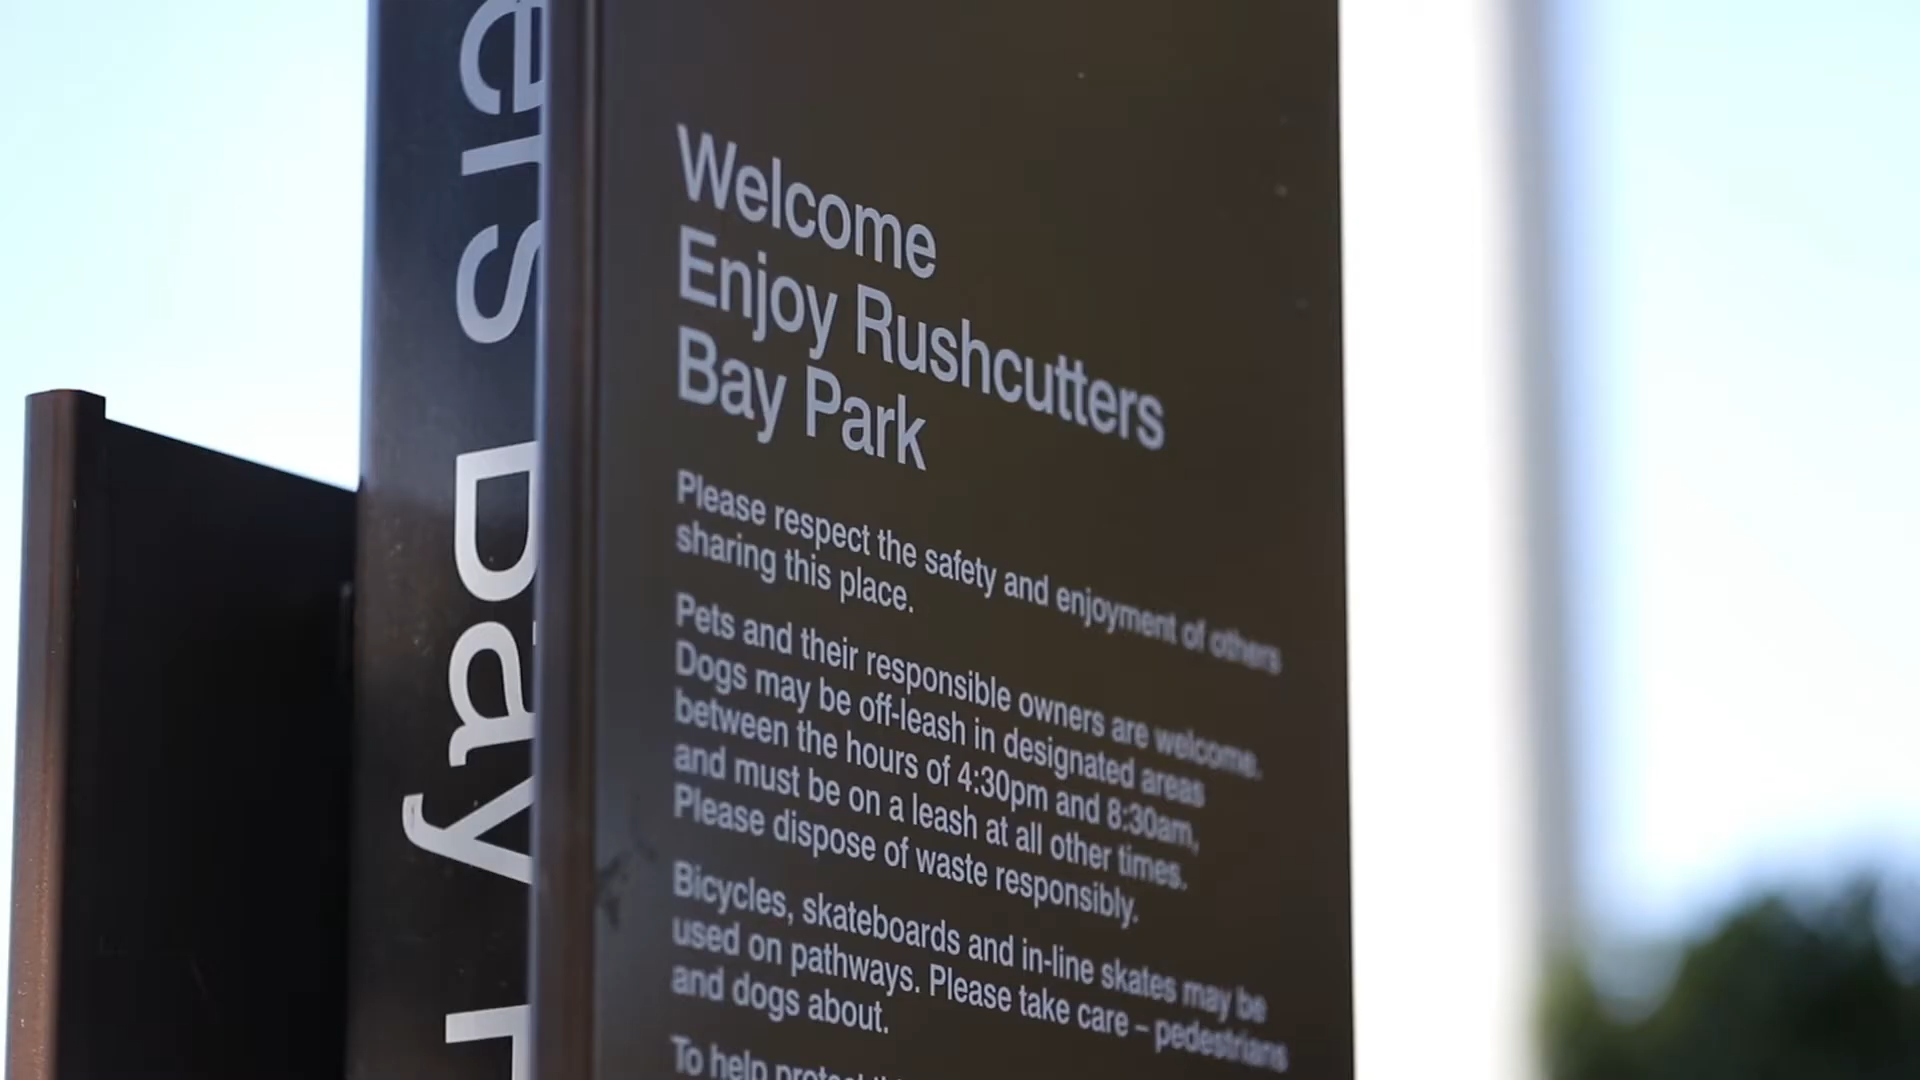 ers Bay P
Welcome
Enjoy Rushcutters
Bay Park
Please respect the safety and enjoyment of others
sharing this place.
Pets and their responsible owners are welcome.
Dogs may be off-leash in designated areas
between the hours of 4:30pm and 8:30am,
and must be on a leash at all other times.
Please dispose of waste responsibly.
Bicycles, skateboards and in-line skates may be
used on pathways. Please take care – pedestrians
and dogs about.
To help protect